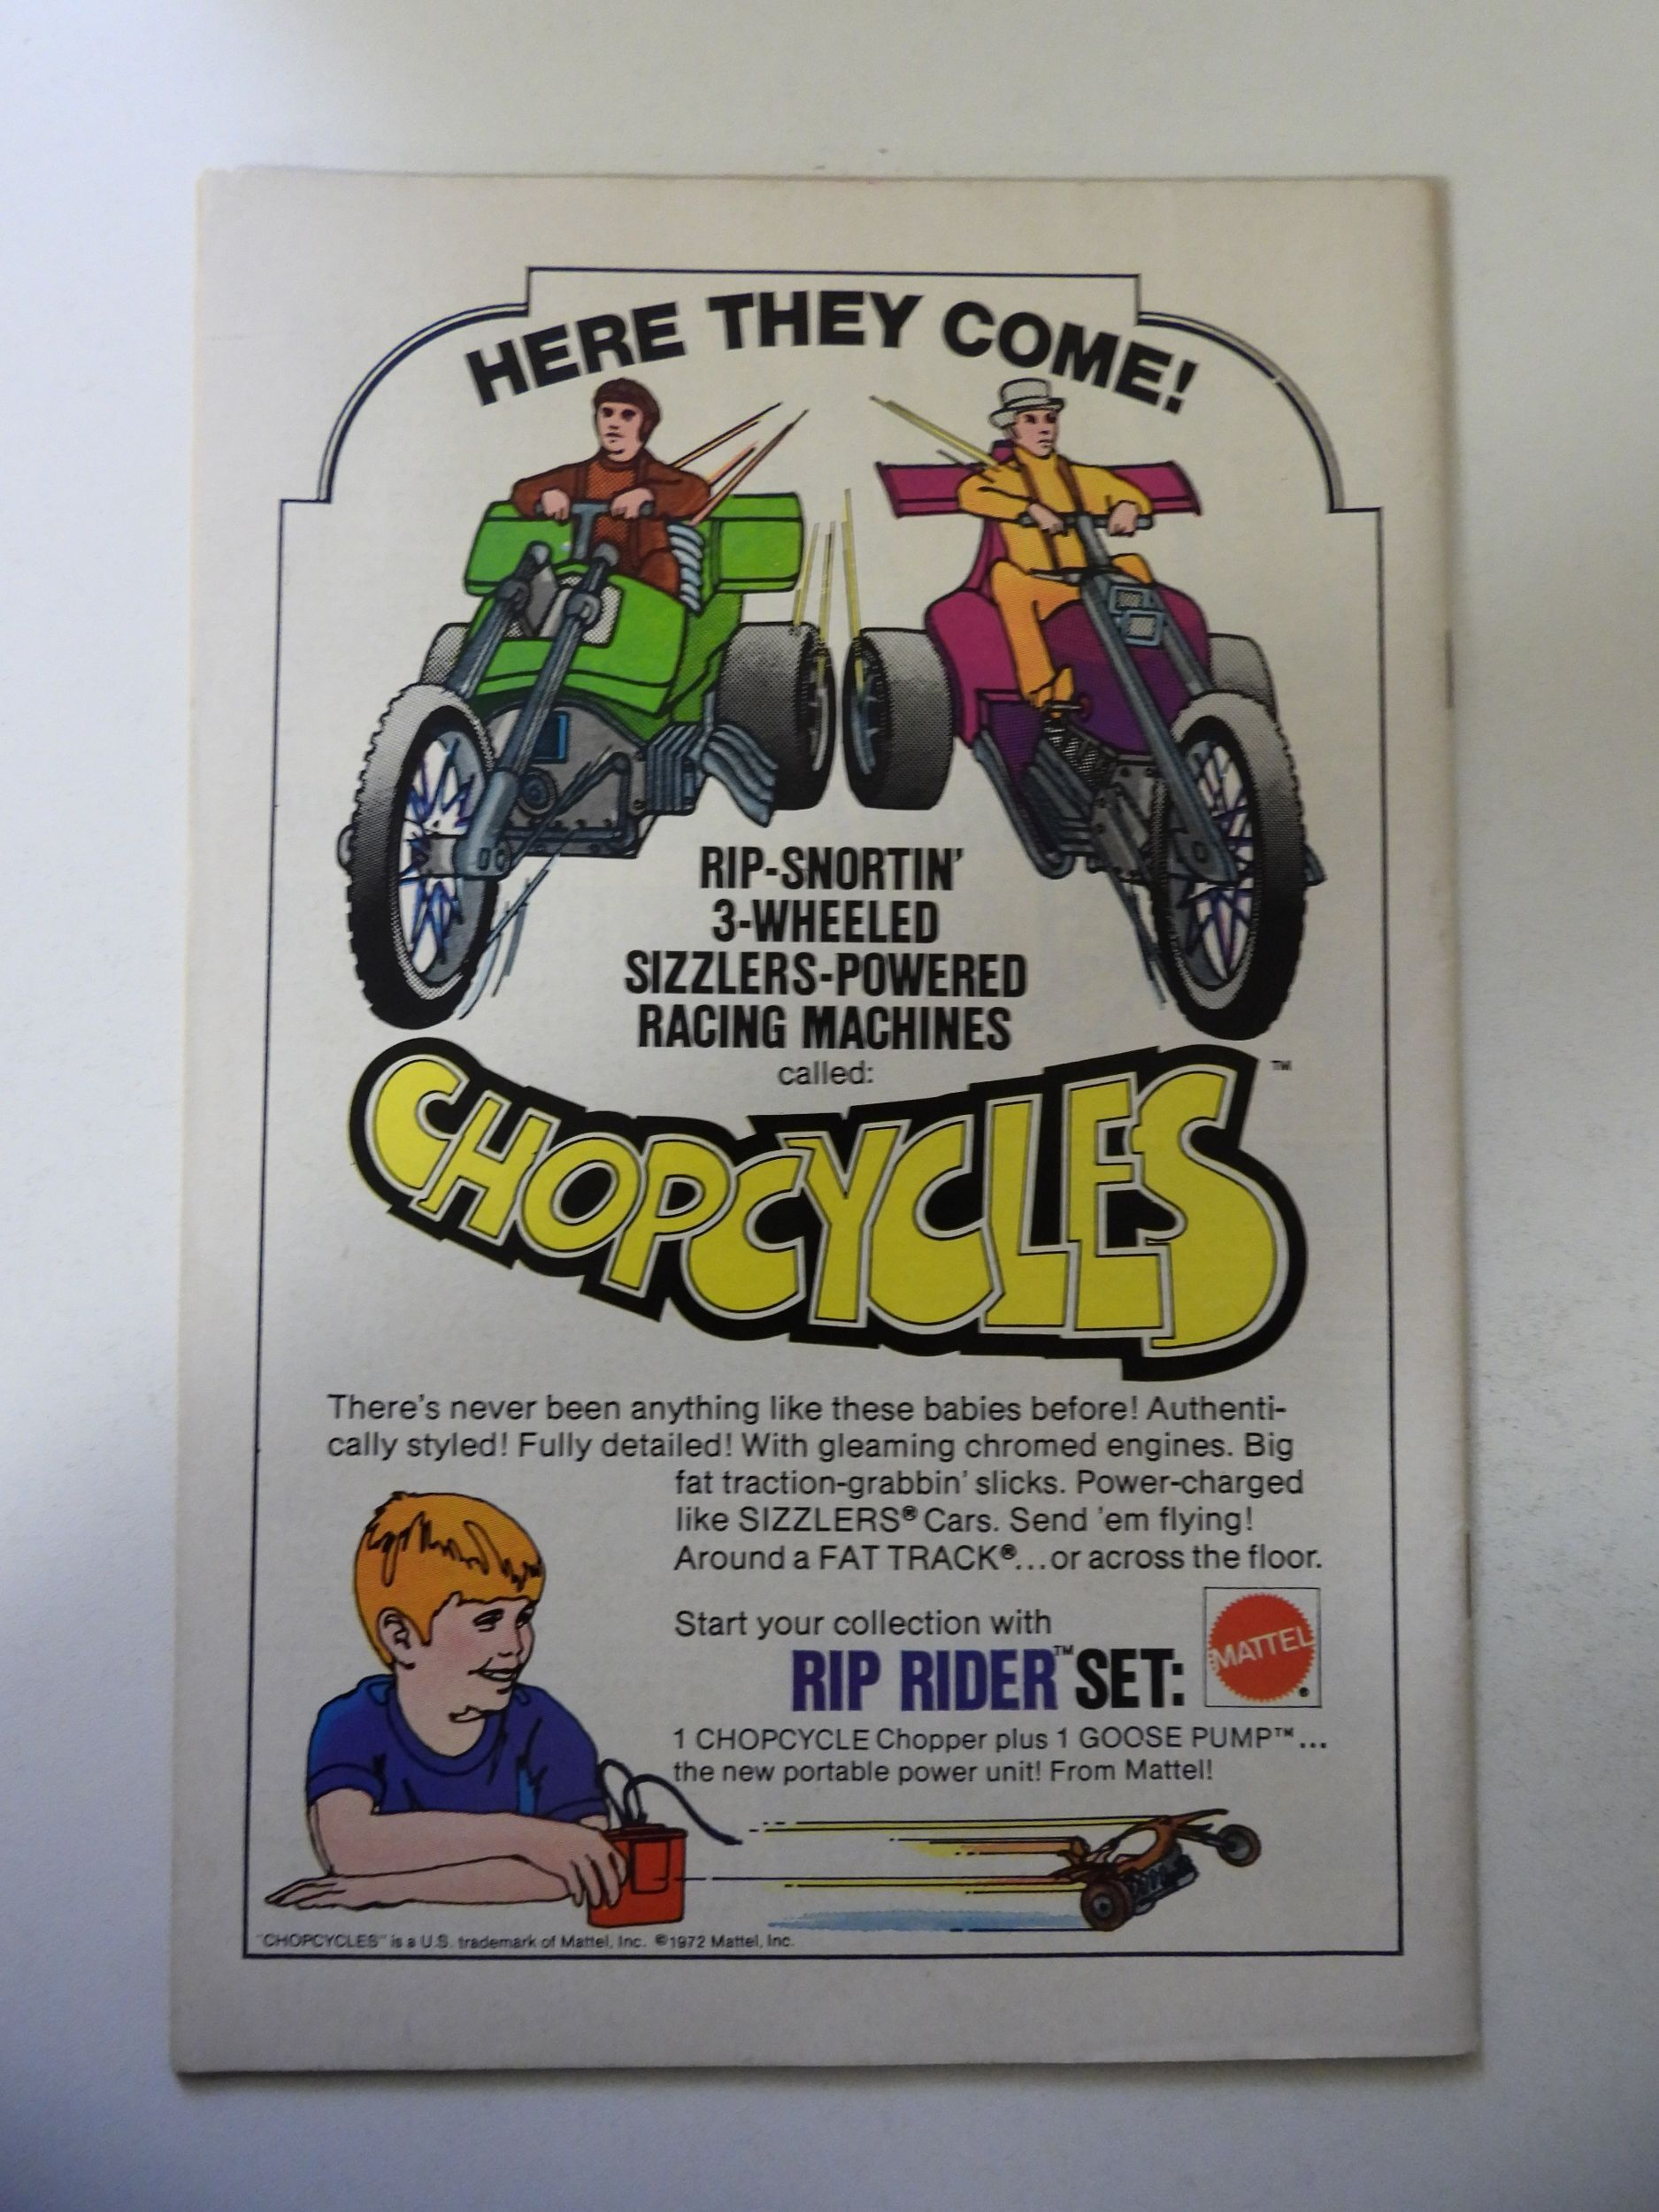 HERE THEY COME!
RIP-SNORTIN'
3-WHEELED
SIZZLERS-POWERED
RACING MACHINES
called:
CHOPCYCLES™
There's never been anything like these babies before! Authenti-
cally styled! Fully detailed! With gleaming chromed engines. Big
fat traction-grabbin' slicks. Power-charged
like SIZZLERS® Cars. Send 'em flying!
Around a FAT TRACK®...or across the floor.
Start your collection with
RIP RIDER™ SET:
MATTEL®
1 CHOPCYCLE Chopper plus 1 GOOSE PUMP™...
the new portable power unit! From Mattel!
"CHOPCYCLES" is a U.S. trademark of Mattel, Inc. ©1972 Mattel, Inc.